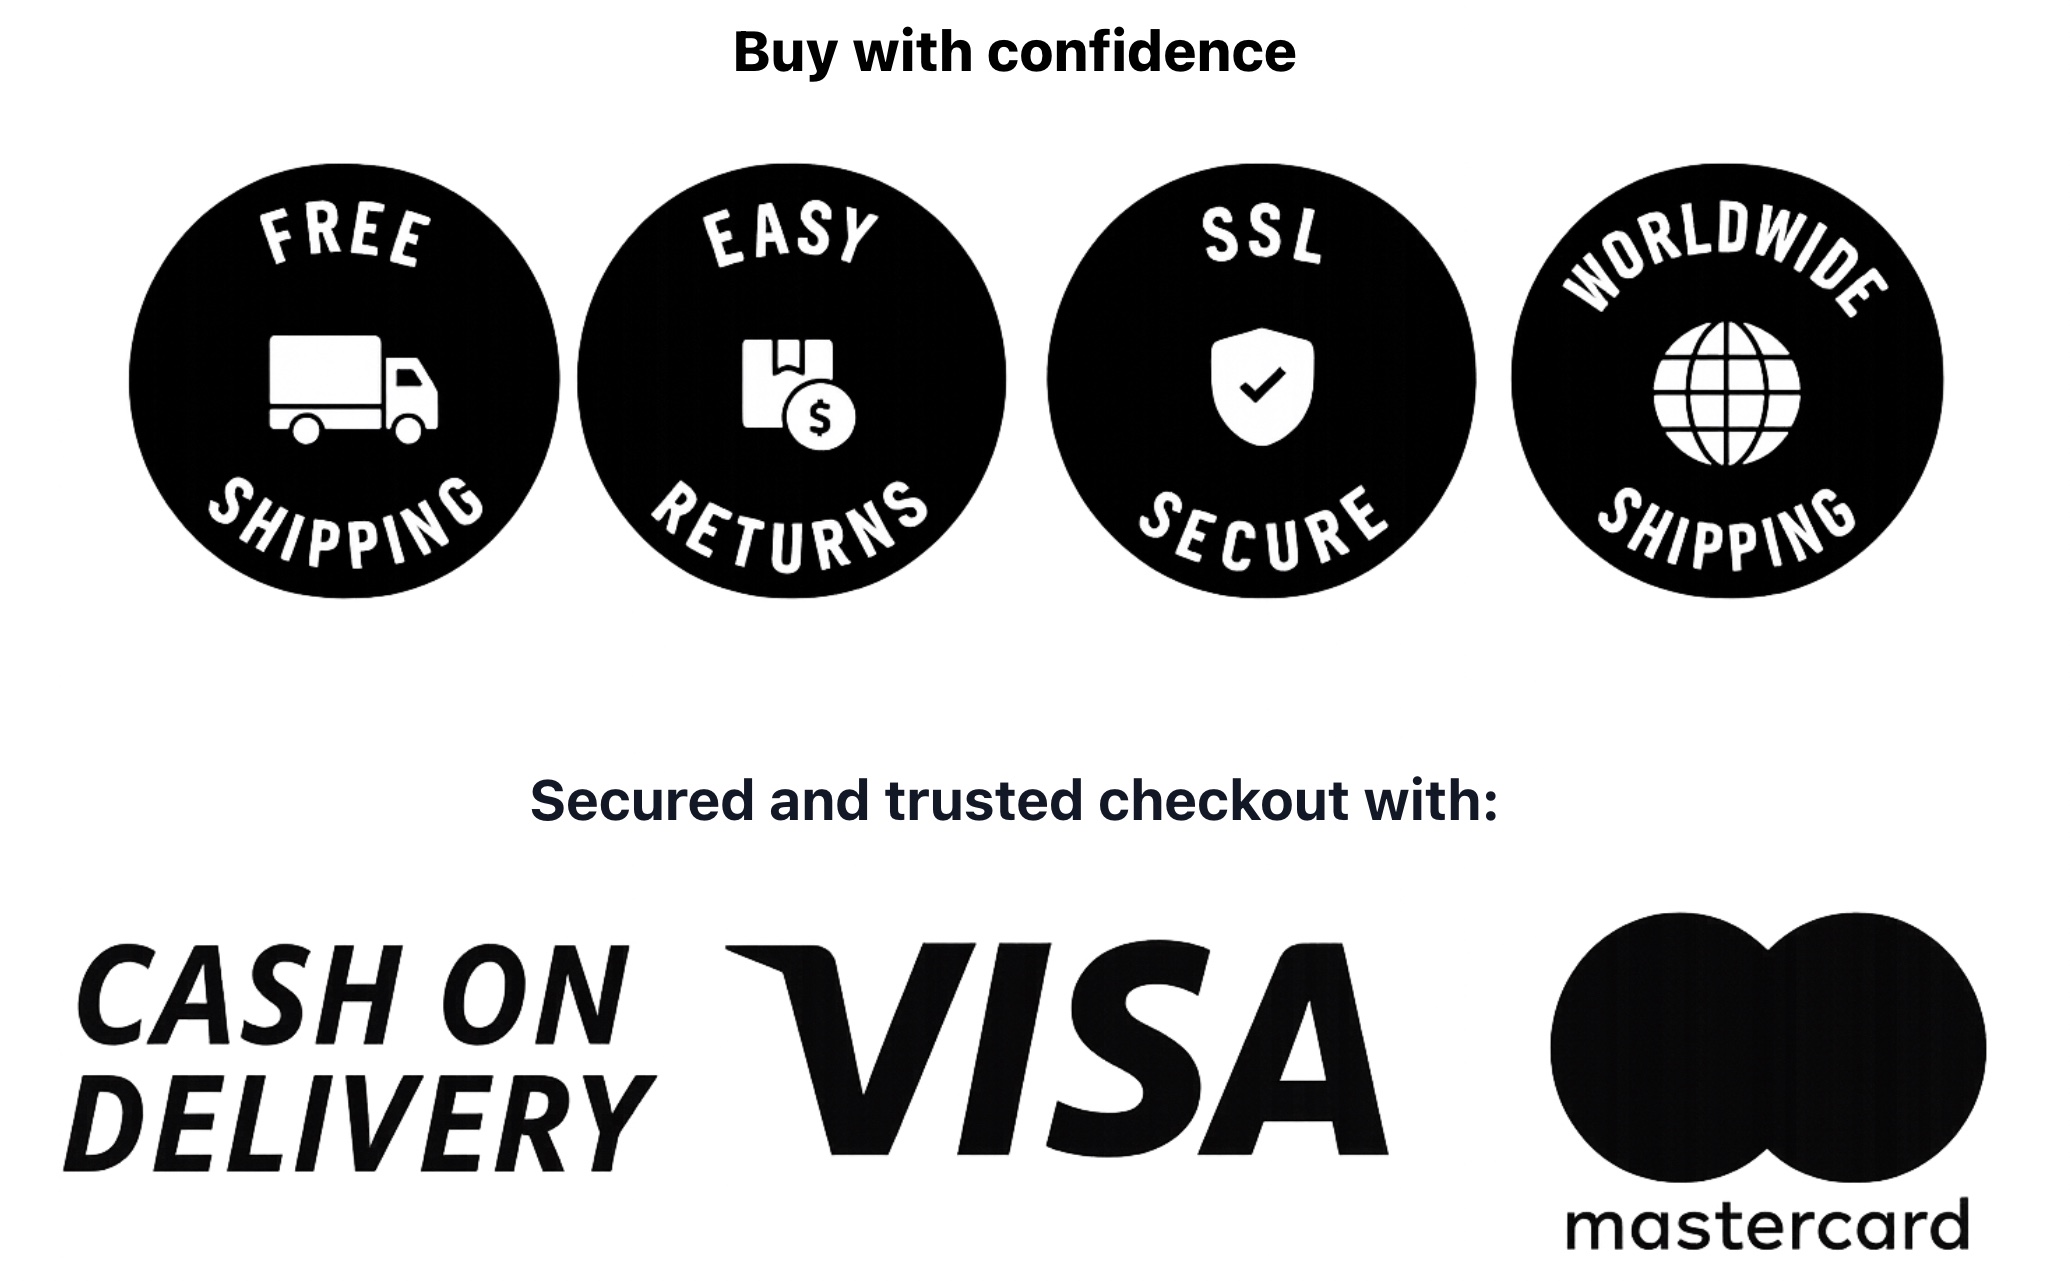 Buy with confidence
FREE
SHIPPING
EASY
RETURNS
$
SSL
SECURE
WORLDWIDE
SHIPPING
Secured and trusted checkout with:
CASH ON
DELIVERY
VISA
mastercard